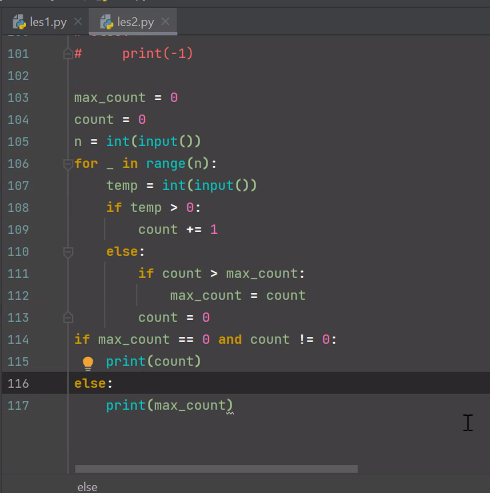 les1.py les2.py
101 # print(-1)
102
103 max_count = 0
104 count = 0
105 n = int(input())
106 for _ in range(n):
107     temp = int(input())
108     if temp > 0:
109         count += 1
110     else:
111         if count > max_count:
112             max_count = count
113         count = 0
114 if max_count == 0 and count != 0:
115     print(count)
116 else:
117     print(max_count)
else